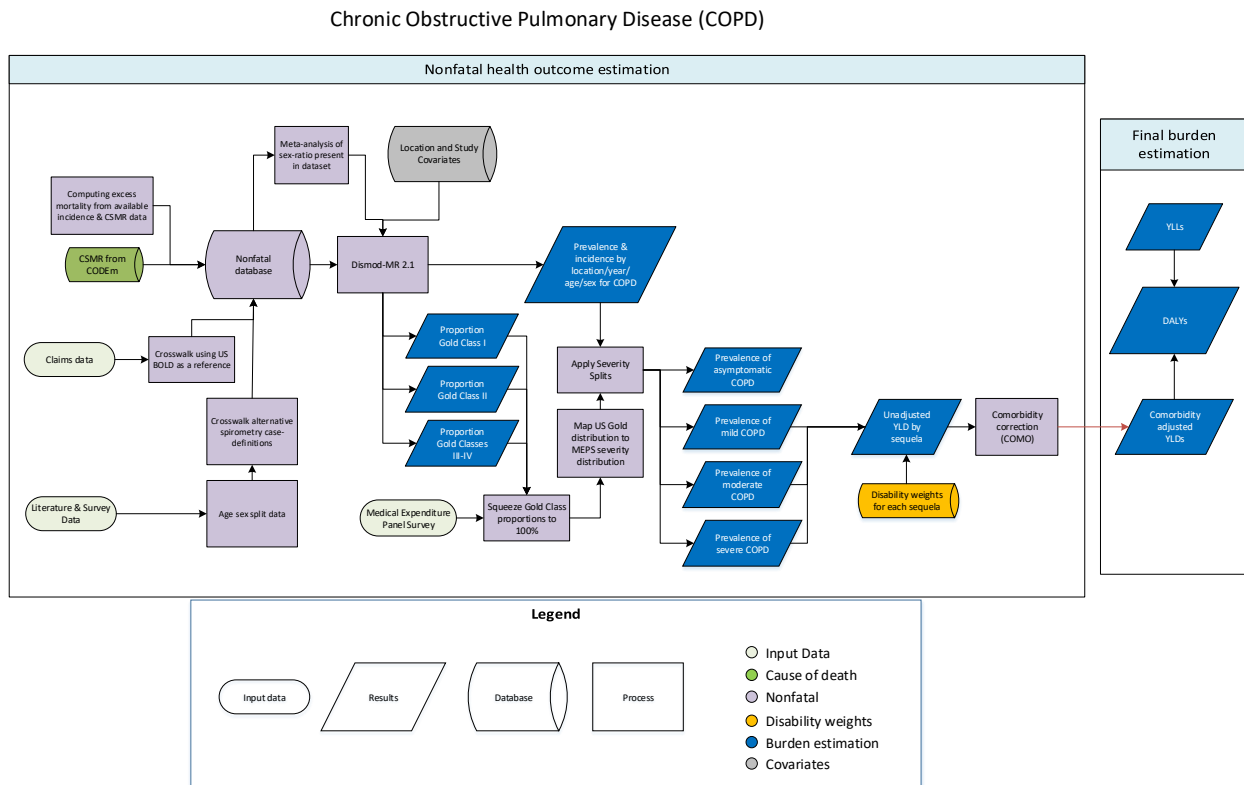 Chronic Obstructive Pulmonary Disease (COPD)
Nonfatal health outcome estimation
Meta-analysis of
sex-ratio present
in dataset
Location and Study
Covariates
Computing excess
mortality from available
incidence & CSMR data
CSMR from
CODEm
Nonfatal
database
Dismod-MR 2.1
Prevalence &
incidence by
location/year/
age/sex for COPD
Claims data
Crosswalk using US
BOLD as a reference
Proportion
Gold Class I
Proportion
Gold Class II
Proportion
Gold Classes
III-IV
Crosswalk alternative
spirometry case-
definitions
Literature & Survey
Data
Age sex split data
Medical Expenditure
Panel Survey
Squeeze Gold Class
proportions to
100%
Apply Severity
Splits
Map US Gold
distribution to
MEPS severity
distribution
Prevalence of
asymptomatic
COPD
Prevalence of
mild COPD
Prevalence of
moderate
COPD
Prevalence of
severe COPD
Unadjusted
YLD by
sequela
Disability weights
for each sequela
Comorbidity
correction
(COMO)
Final burden
estimation
YLLs
DALYs
Comorbidity
adjusted
YLDs
Legend
Input data
Results
Database
Process
Input Data
Cause of death
Nonfatal
Disability weights
Burden estimation
Covariates